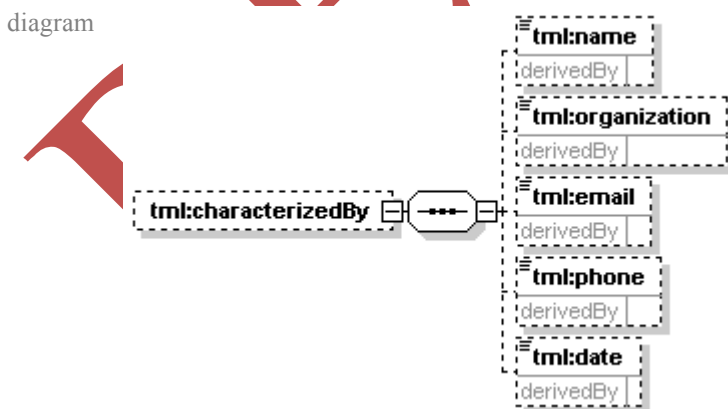 diagram
tml:name
derivedBy
tml:organization
derivedBy
tml:characterizedBy
tml:email
derivedBy
tml:phone
derivedBy
tml:date
derivedBy